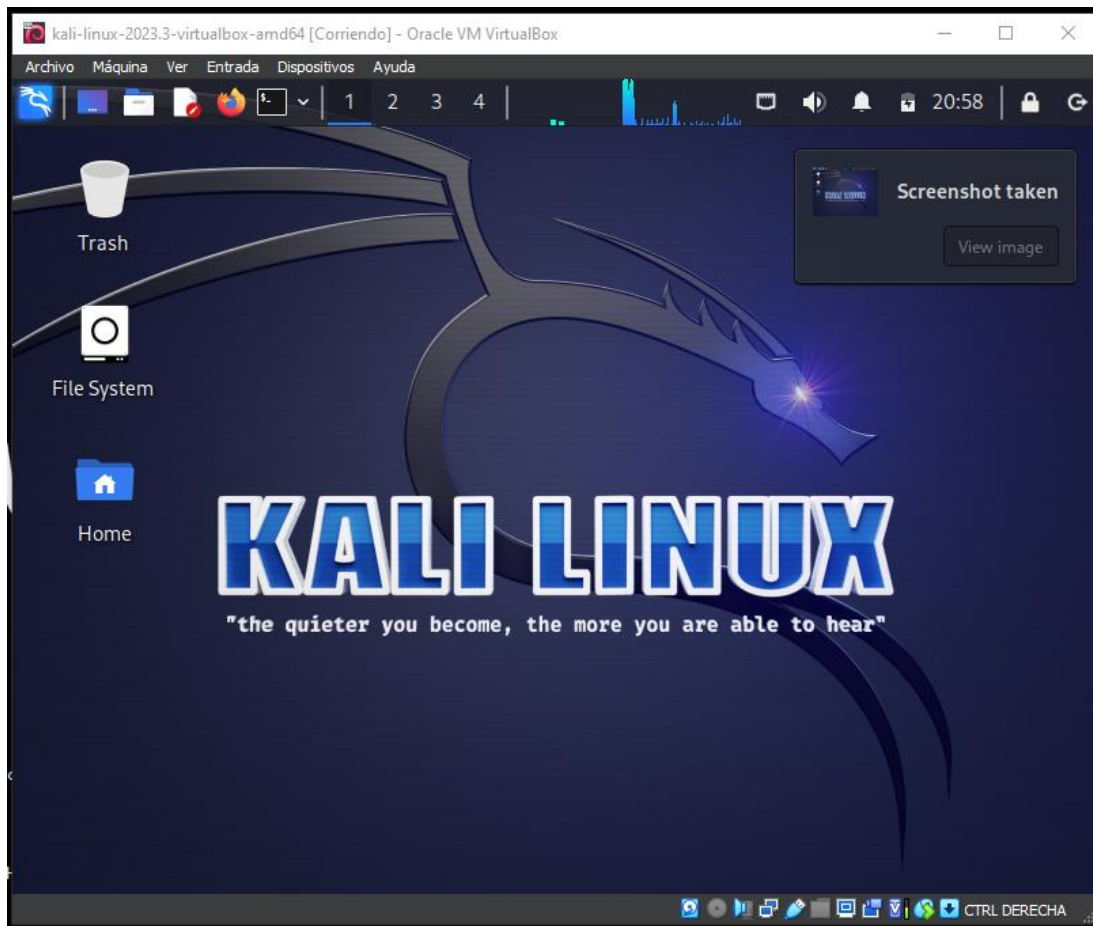 kali-linux-2023.3-virtualbox-amd64 [Corriendo] - Oracle VM VirtualBox
Archivo Máquina Ver Entrada Dispositivos Ayuda
1 2 3 4 20:58
Trash
Screenshot taken
View image
File System
Home
KALI LINUX
"the quieter you become, the more you are able to hear"
CTRL DERECHA